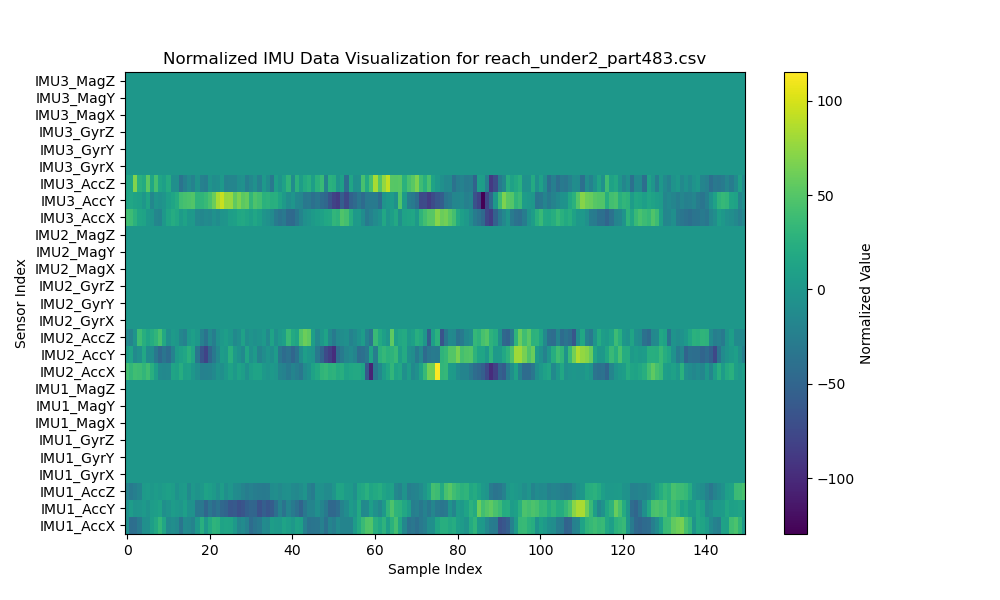 Normalized IMU Data Visualization for reach_under2_part483.csv
IMU3_MagZ
IMU3_MagY
IMU3_MagX
IMU3_GyrZ
IMU3_GyrY
IMU3_GyrX
IMU3_AccZ
IMU3_AccY
IMU3_AccX
IMU2_MagZ
IMU2_MagY
IMU2_MagX
IMU2_GyrZ
IMU2_GyrY
IMU2_GyrX
IMU2_AccZ
IMU2_AccY
IMU2_AccX
IMU1_MagZ
IMU1_MagY
IMU1_MagX
IMU1_GyrZ
IMU1_GyrY
IMU1_GyrX
IMU1_AccZ
IMU1_AccY
IMU1_AccX
Sensor Index
0 20 40 60 80 100 120 140
Sample Index
100
50
0
−50
−100
Normalized Value